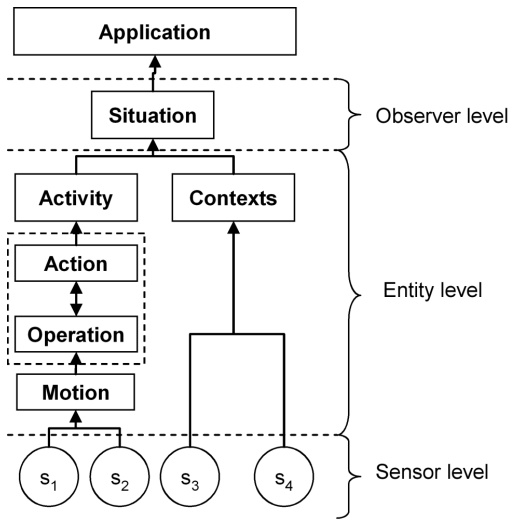 Application
Situation
Observer level
Activity
Contexts
Action
Entity level
Operation
Motion
s1
s2
s3
s4
Sensor level